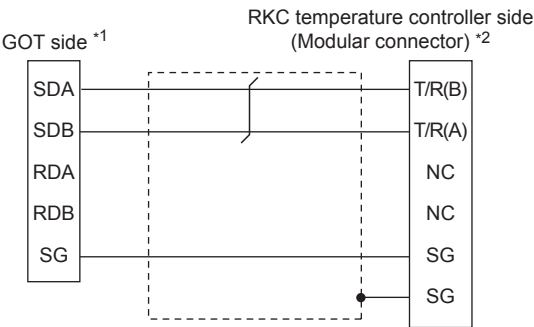 RKC temperature controller side
(Modular connector) *2
GOT side *1
SDA
T/R(B)
SDB
T/R(A)
RDA
NC
RDB
NC
SG
SG
SG